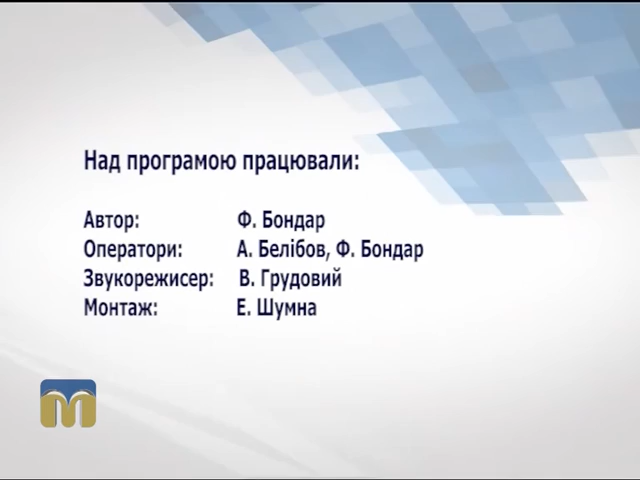 Над програмою працювали:
Автор: Ф. Бондар
Оператори: А. Белібов, Ф. Бондар
Звукорежисер: В. Грудовий
Монтаж: Е. Шумна
М